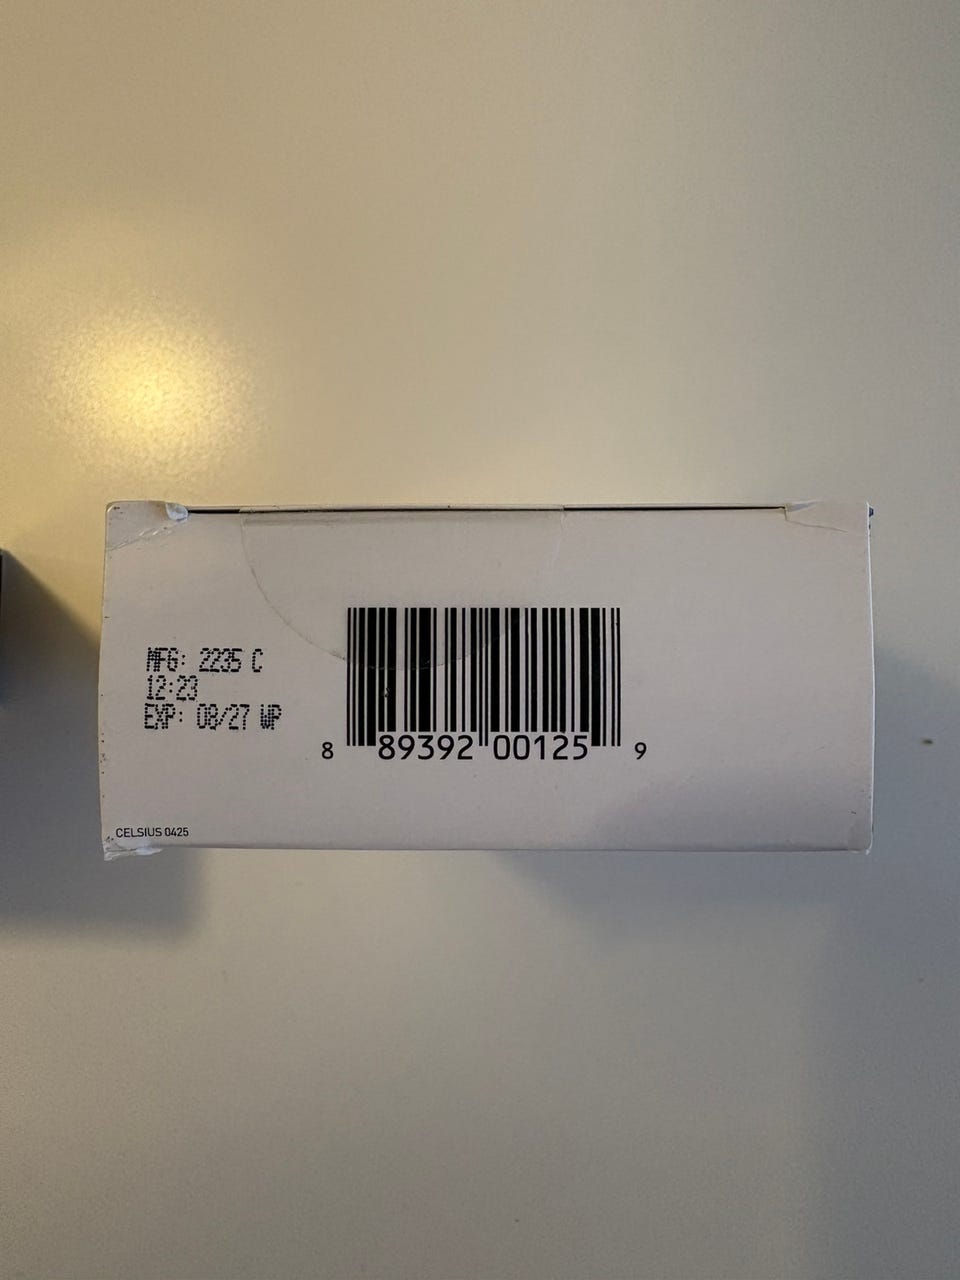 MFG: 2235 C
12:23
EXP: 08/27 WP
8 89392 00125 9
CELSIUS 0425